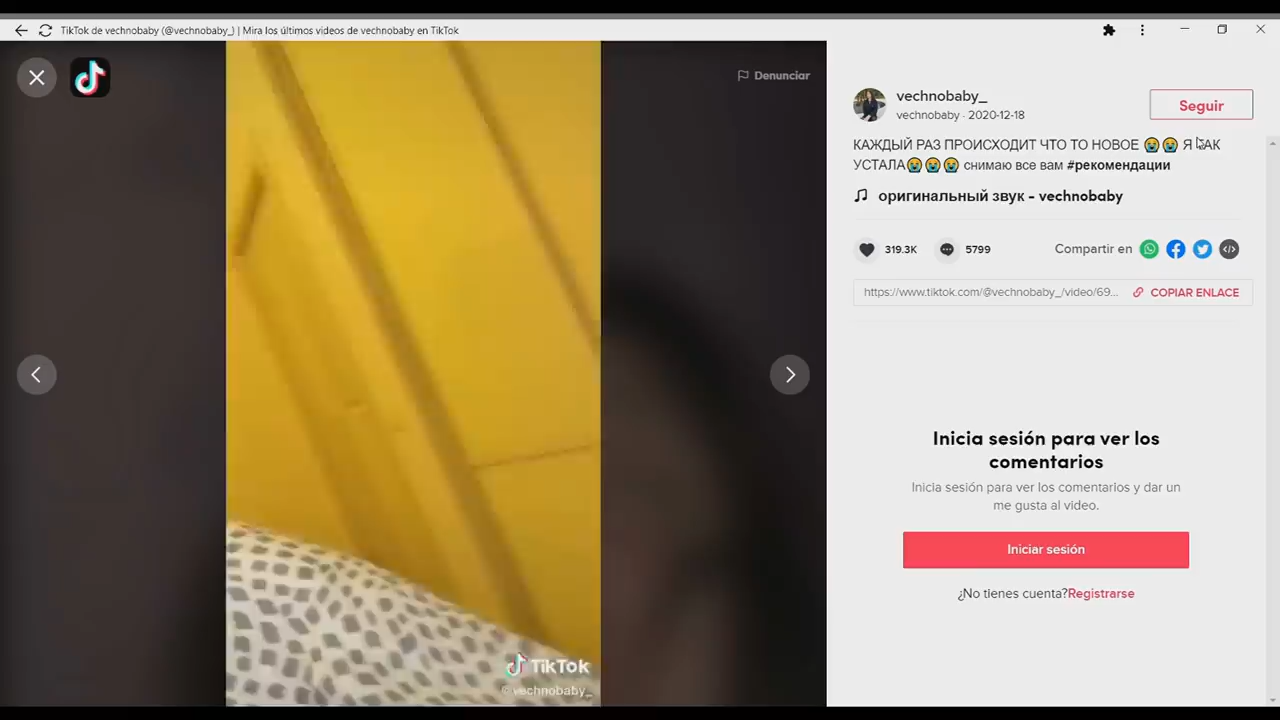 TikTok de vechnobaby (@vechnobaby_) | Mira los últimos videos de vechnobaby en TikTok
Denunciar
vechnobaby_
vechnobaby · 2020-12-18
Seguir
КАЖДЫЙ РАЗ ПРОИСХОДИТ ЧТО ТО НОВОЕ 😭😭 Я ТАК
УСТАЛА😭😭😭 снимаю все вам #рекомендации
оригинальный звук - vechnobaby
319.3K
5799
Compartir en
https://www.tiktok.com/@vechnobaby_/video/69...
COPIAR ENLACE
Inicia sesión para ver los
comentarios
Inicia sesión para ver los comentarios y dar un
me gusta al video.
Iniciar sesión
¿No tienes cuenta?Registrarse
TikTok
@vechnobaby_